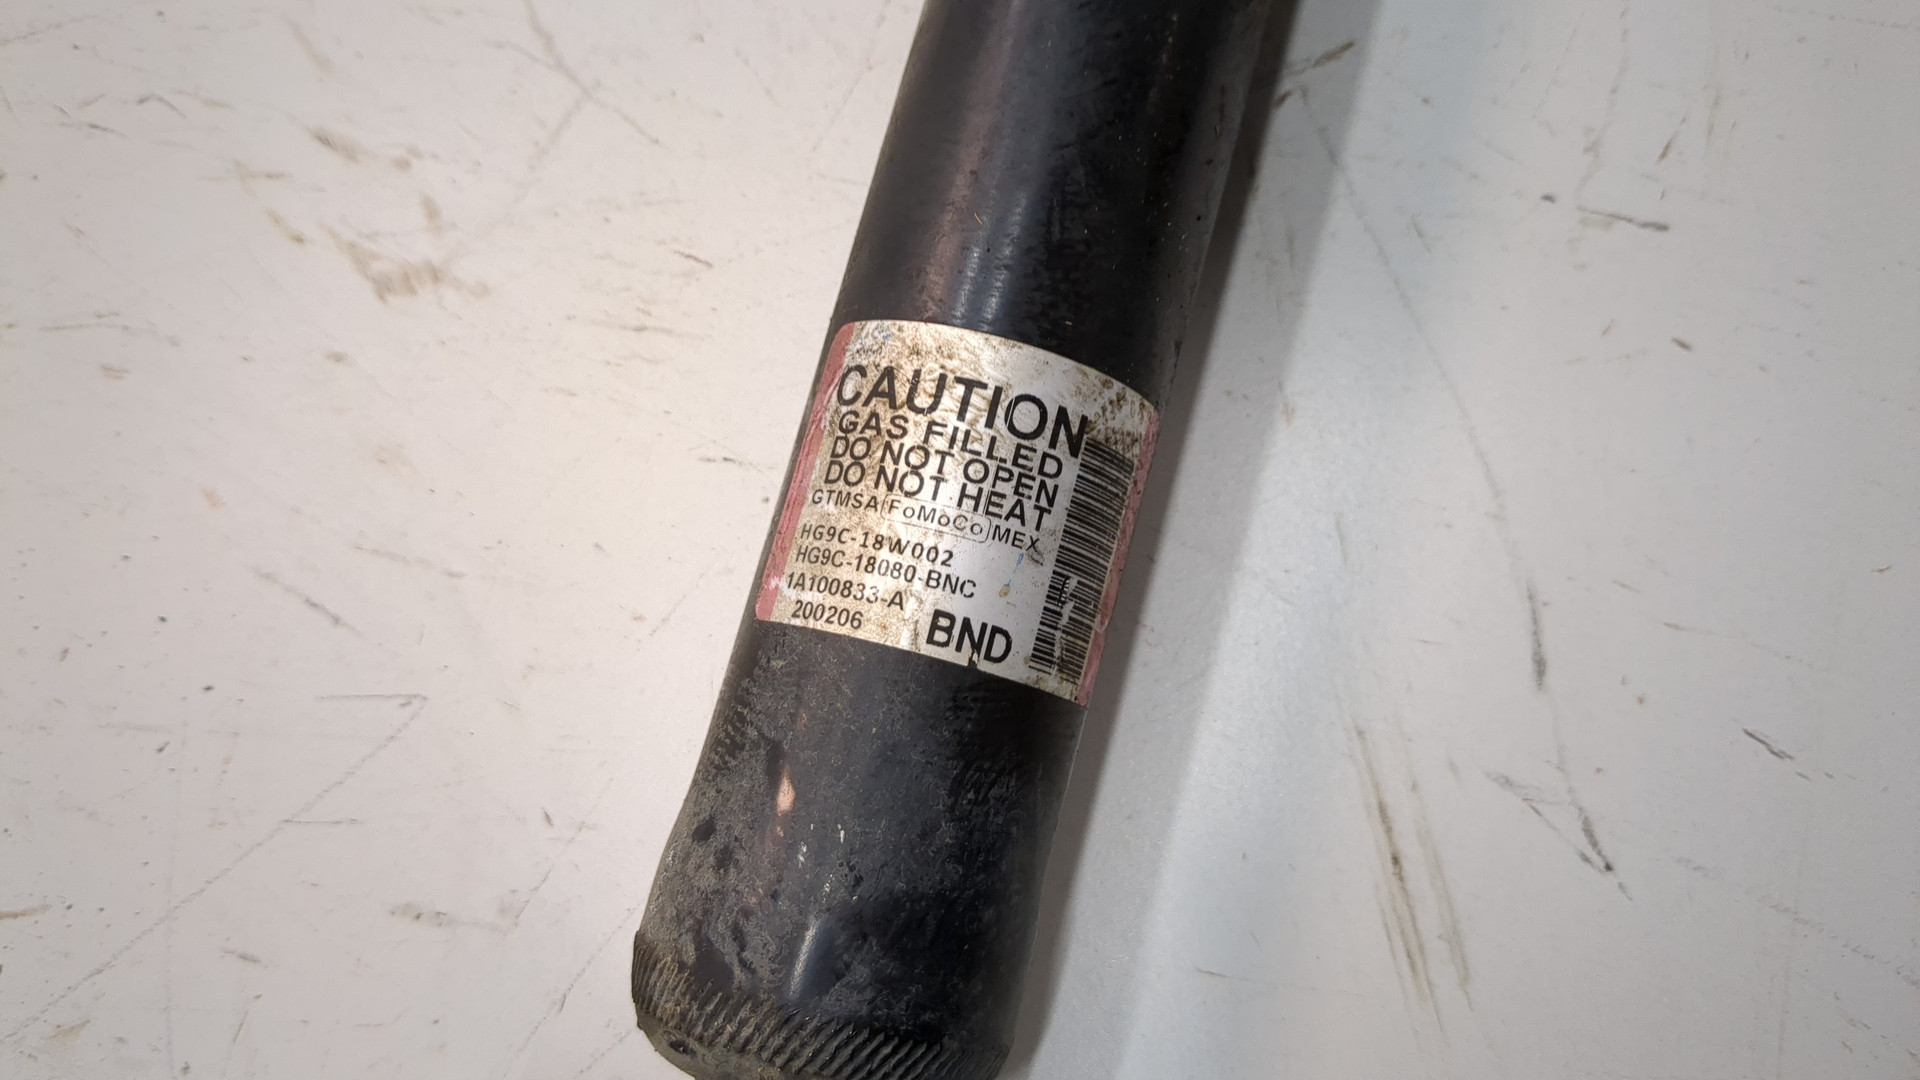 CAUTION
GAS FILLED
DO NOT OPEN
DO NOT HEAT
GTMSA FoMoCo MEX
HG9C-18W002
HG9C-18080-BNC
1A100833-A
200206 BND